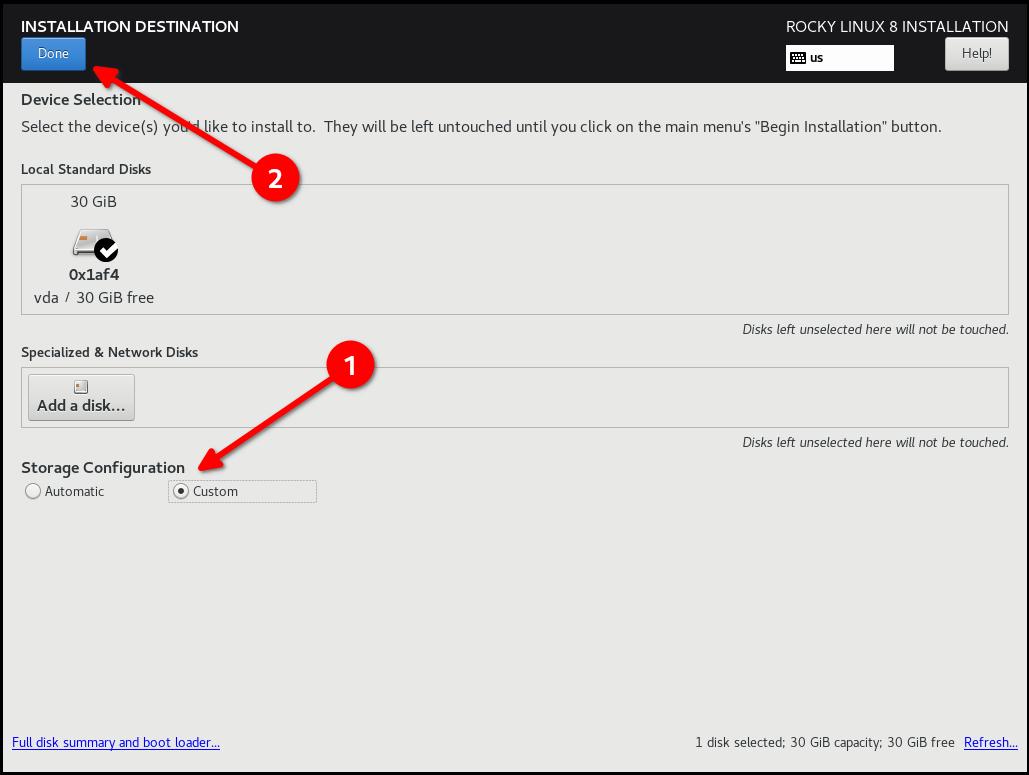 INSTALLATION DESTINATION
ROCKY LINUX 8 INSTALLATION
Done
us
Help!
Device Selection
Select the device(s) you'd like to install to.  They will be left untouched until you click on the main menu's "Begin Installation" button.
2
Local Standard Disks
30 GiB
0x1af4
vda / 30 GiB free
Disks left unselected here will not be touched.
1
Specialized & Network Disks
Add a disk...
Disks left unselected here will not be touched.
Storage Configuration
Automatic
Custom
Full disk summary and boot loader...
1 disk selected; 30 GiB capacity; 30 GiB free
Refresh...